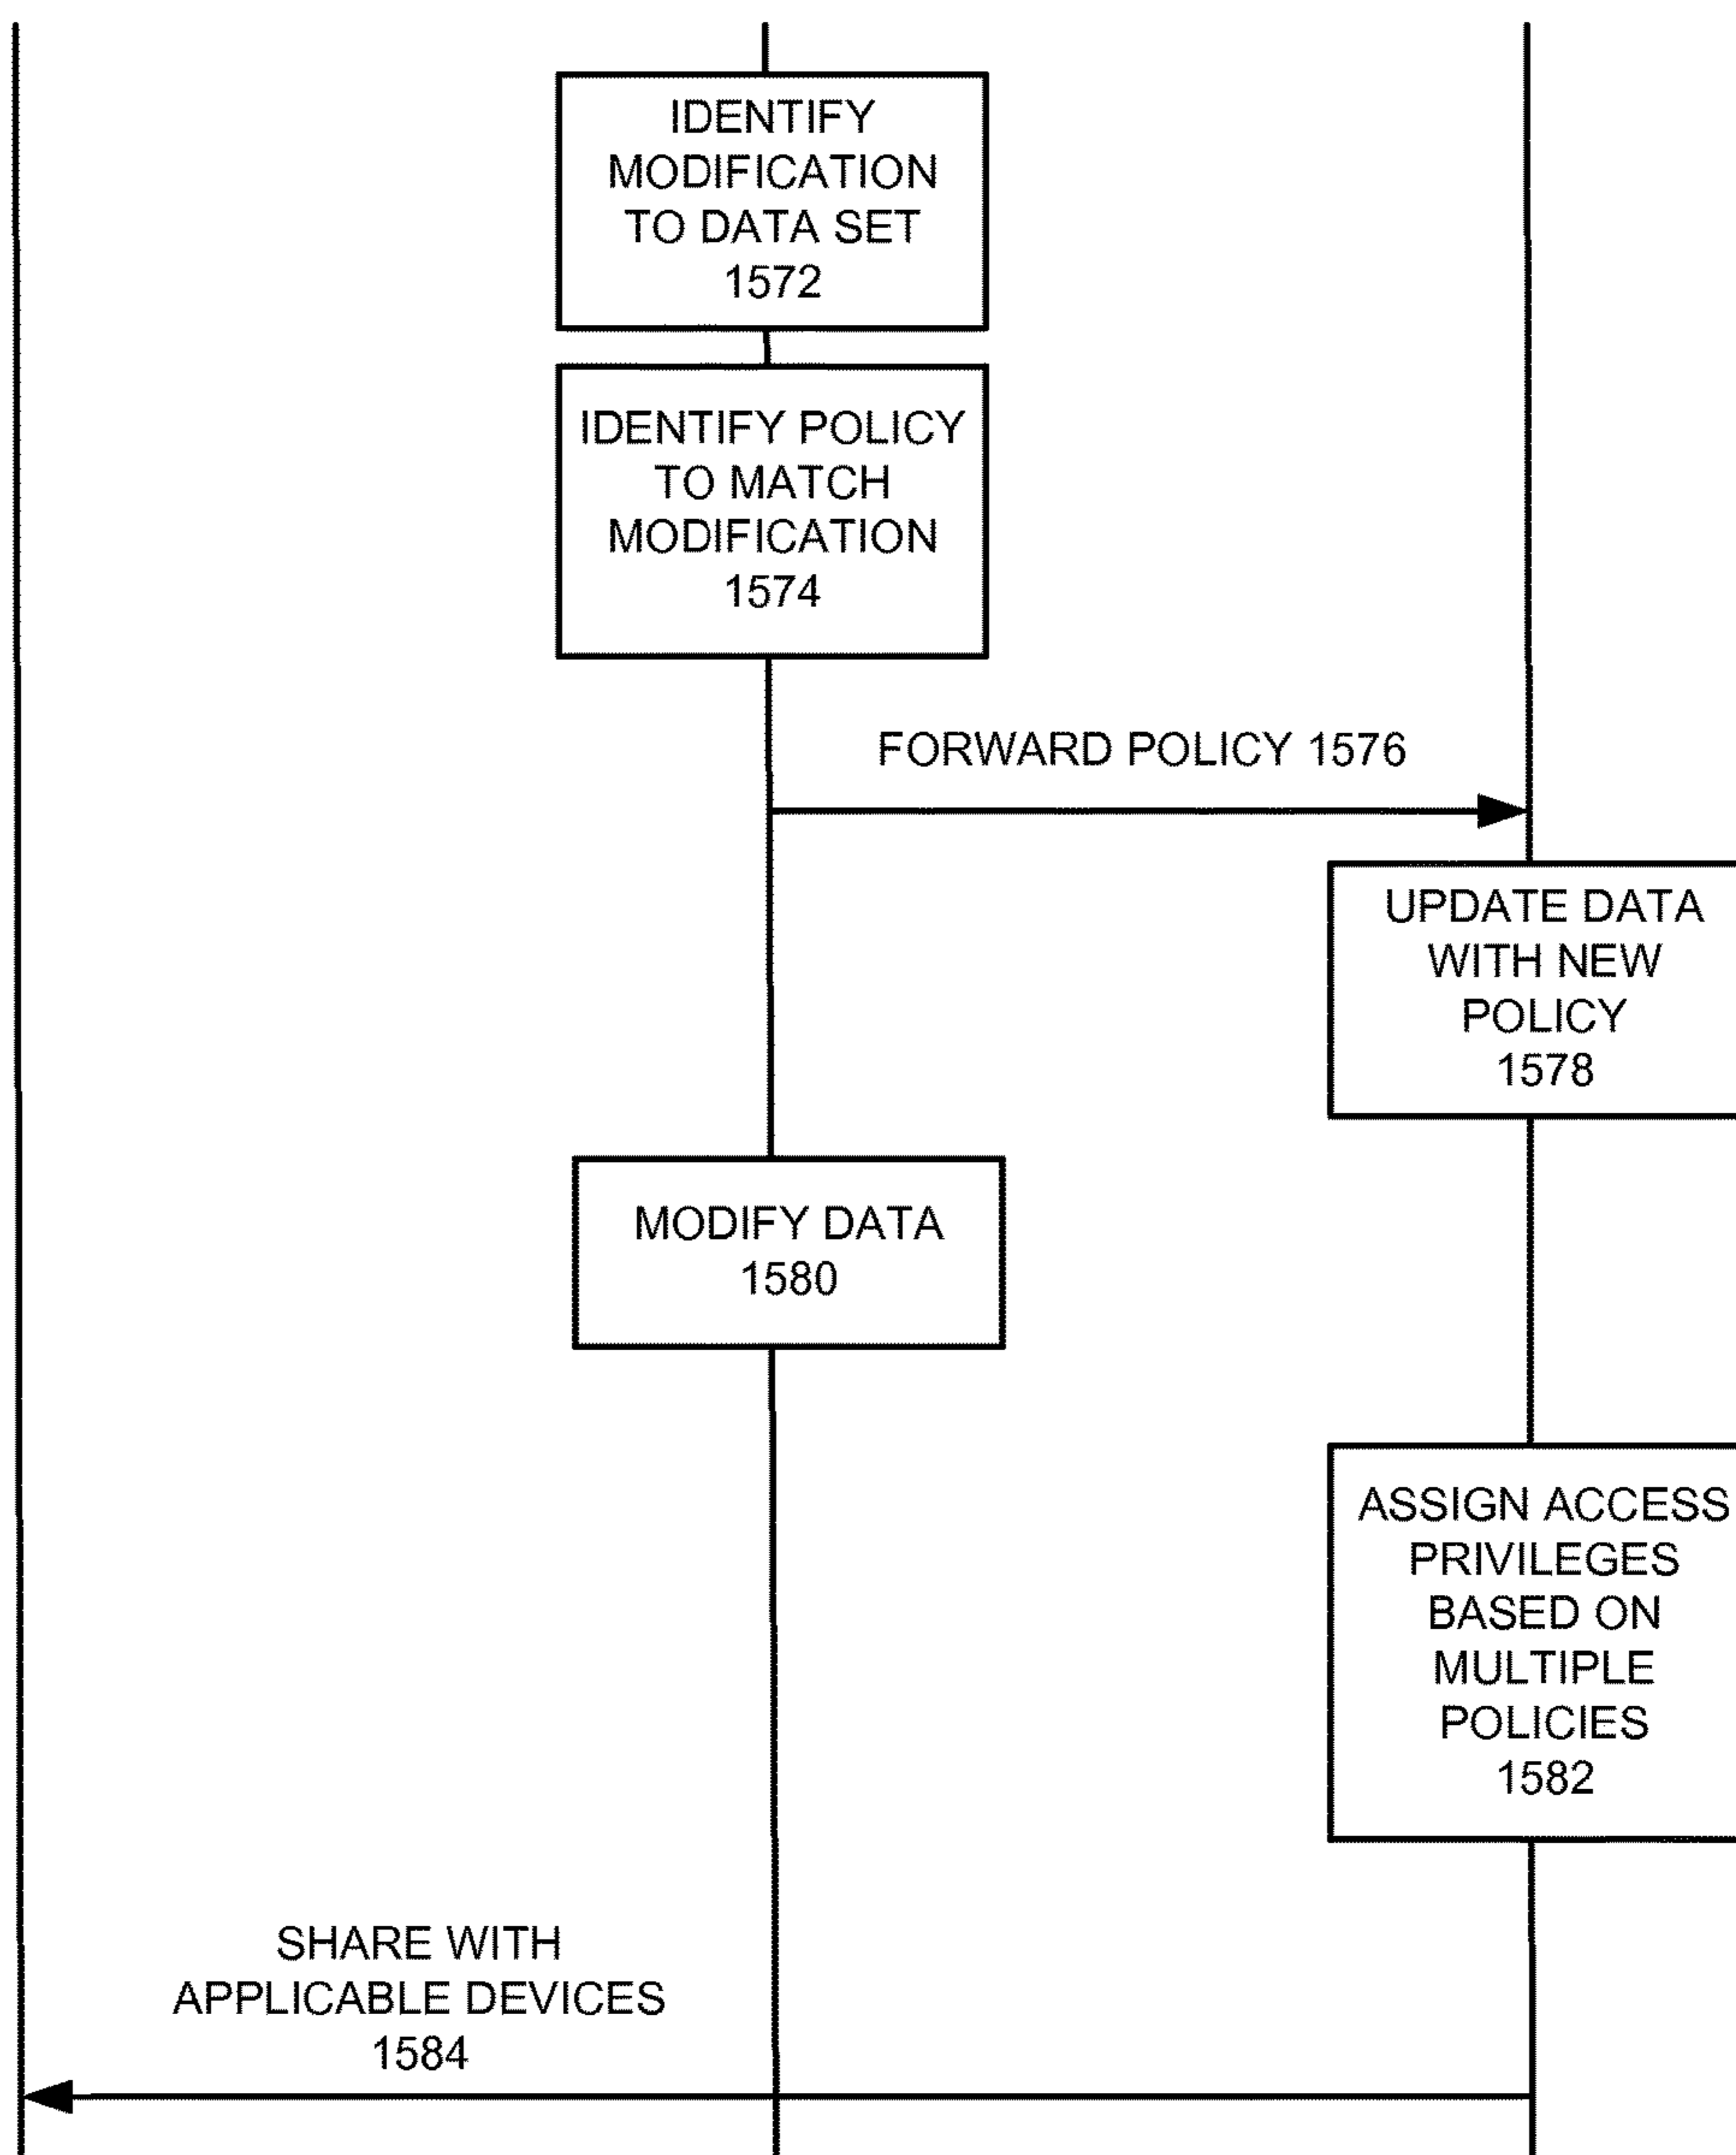 IDENTIFY
MODIFICATION
TO DATA SET
1572
IDENTIFY POLICY
TO MATCH
MODIFICATION
1574
FORWARD POLICY 1576
UPDATE DATA
WITH NEW
POLICY
1578
MODIFY DATA
1580
ASSIGN ACCESS
PRIVILEGES
BASED ON
MULTIPLE
POLICIES
1582
SHARE WITH
APPLICABLE DEVICES
1584